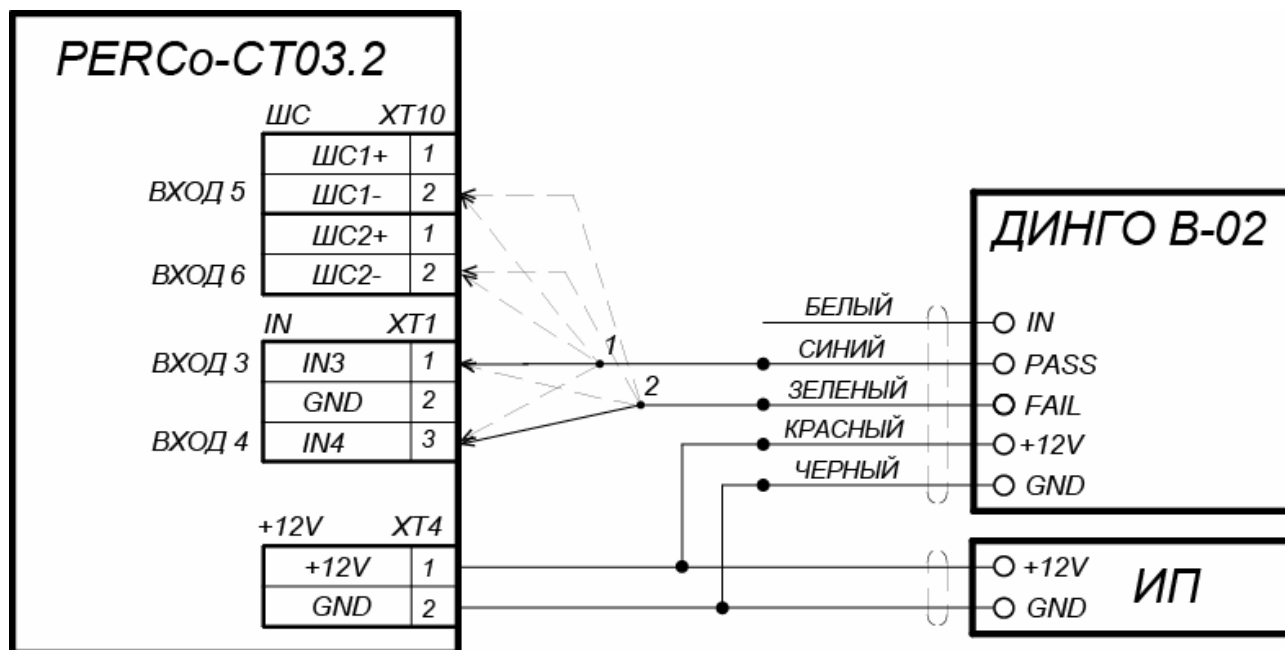 PERCo-CT03.2
ШС XT10
ШС1+ 1
ВХОД 5 ШС1- 2
ШС2+ 1
ВХОД 6 ШС2- 2
IN XT1
ВХОД 3 IN3 1
GND 2
ВХОД 4 IN4 3
+12V XT4
+12V 1
GND 2
1
2
БЕЛЫЙ
СИНИЙ
ЗЕЛЕНЫЙ
КРАСНЫЙ
ЧЕРНЫЙ
ДИНГО В-02
IN
PASS
FAIL
+12V
GND
+12V
GND
ИП